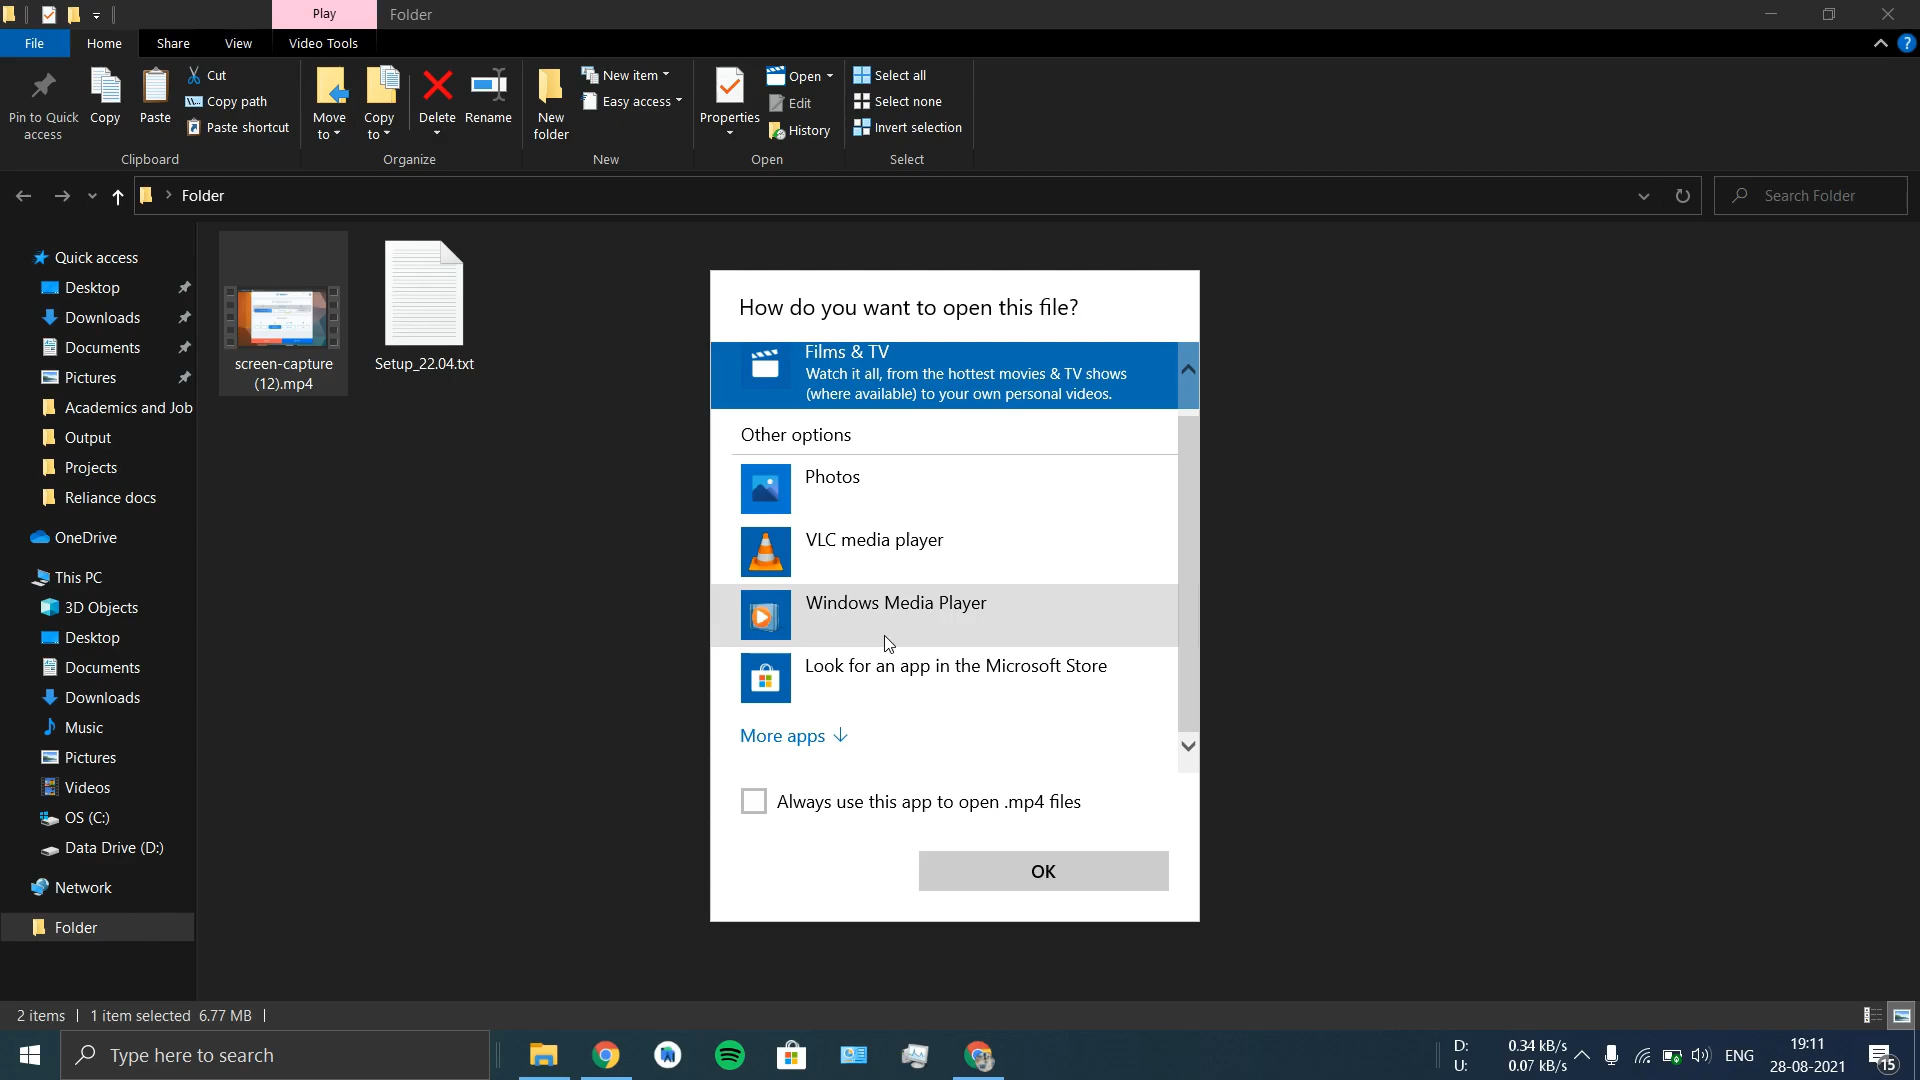 Play
Folder
File
Home
Share
View
Video Tools
Pin to Quick
access
Copy
Paste
Cut
Copy path
Paste shortcut
Clipboard
Move
to
Copy
to
Delete
Rename
Organize
New
folder
New item
Easy access
New
Properties
Open
Edit
History
Open
Select all
Select none
Invert selection
Select
Folder
Search Folder
Quick access
Desktop
Downloads
Documents
Pictures
Academics and Job
Output
Projects
Reliance docs
OneDrive
This PC
3D Objects
Desktop
Documents
Downloads
Music
Pictures
Videos
OS (C:)
Data Drive (D:)
Network
Folder
screen-capture
(12).mp4
Setup_22.04.txt
How do you want to open this file?
Films & TV
Watch it all, from the hottest movies & TV shows
(where available) to your own personal videos.
Other options
Photos
VLC media player
Windows Media Player
Look for an app in the Microsoft Store
More apps
Always use this app to open .mp4 files
OK
2 items
1 item selected 6.77 MB
Type here to search
D: 0.34 kB/s
U: 0.07 kB/s
ENG
19:11
28-08-2021
15